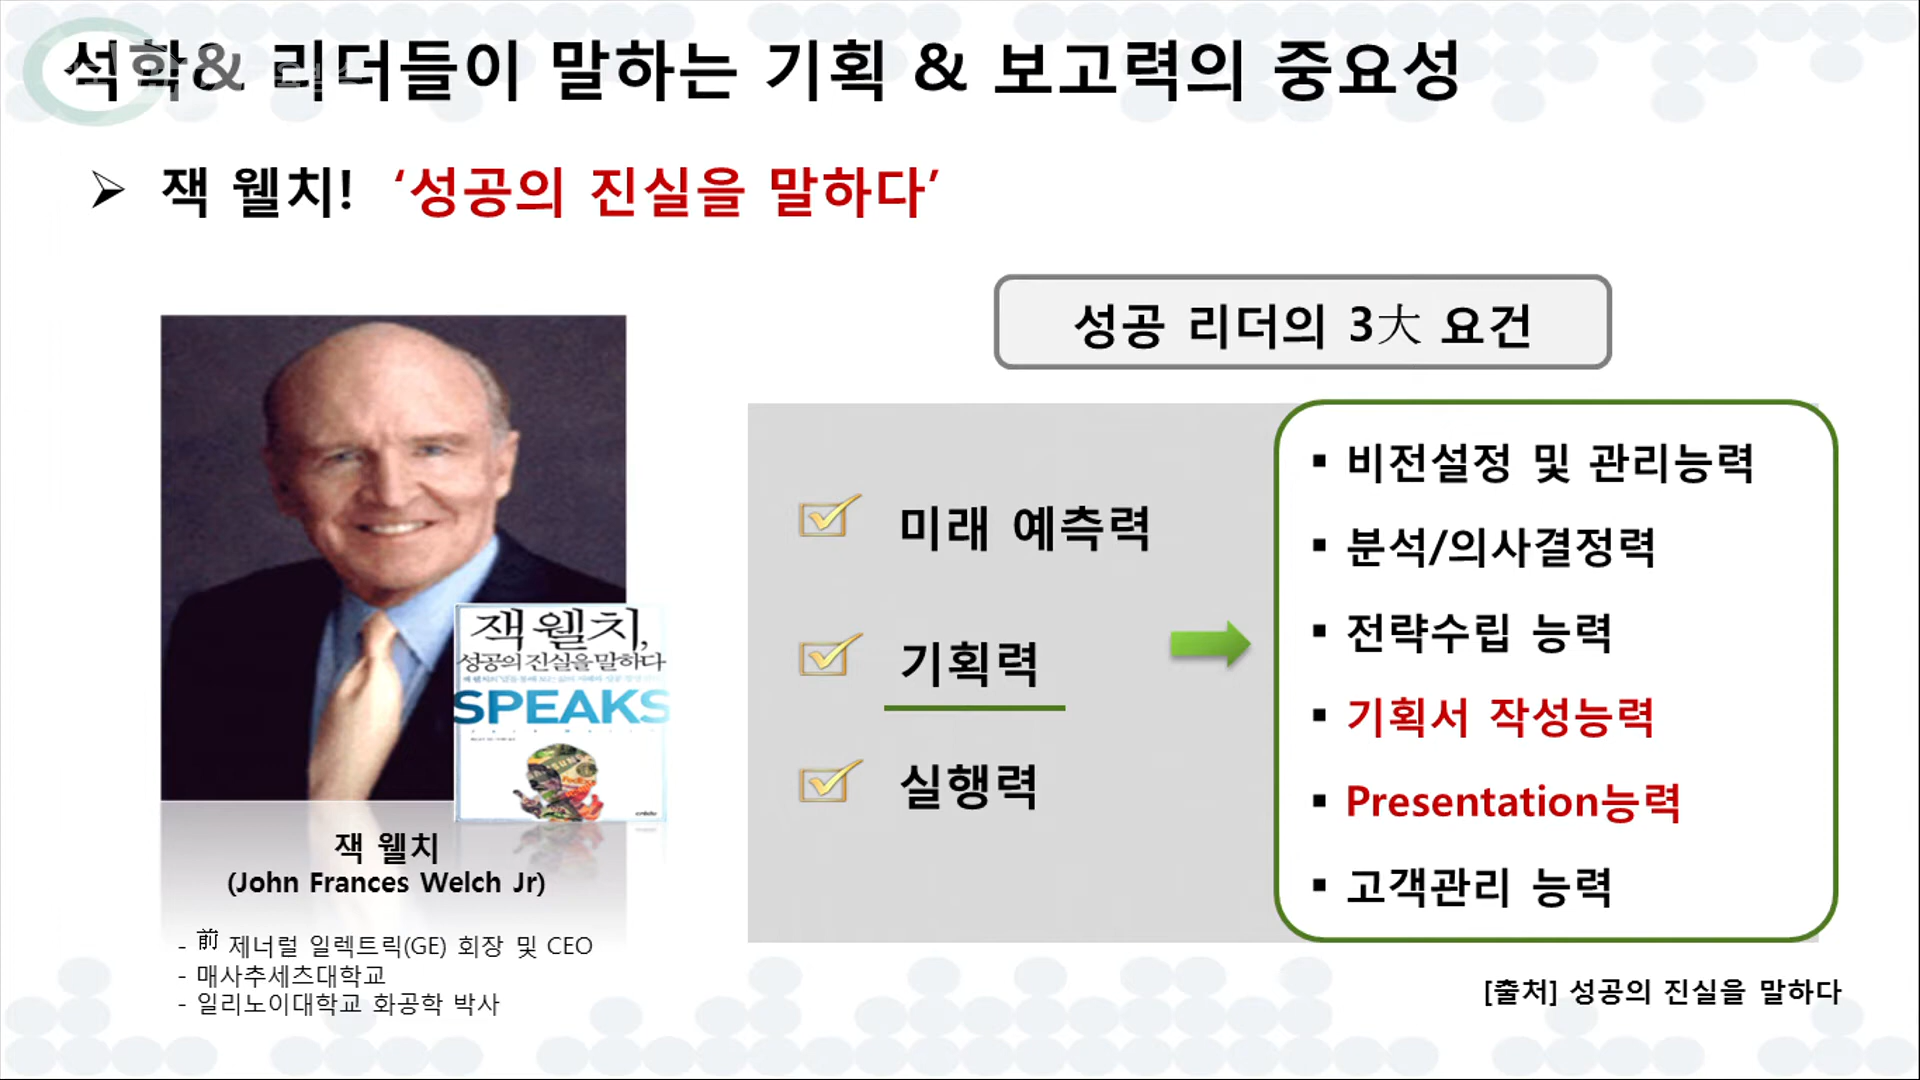 석학& 리더들이 말하는 기획 & 보고력의 중요성
➢ 잭 웰치! ‘성공의 진실을 말하다’
성공 리더의 3大 요건
미래 예측력
기획력
실행력
▪ 비전설정 및 관리능력
▪ 분석/의사결정력
▪ 전략수립 능력
▪ 기획서 작성능력
▪ Presentation능력
▪ 고객관리 능력
잭 웰치,
성공의 진실을 말하다
SPEAKS
잭 웰치
(John Frances Welch Jr)
- 前 제너럴 일렉트릭(GE) 회장 및 CEO
- 매사추세츠대학교
- 일리노이대학교 화공학 박사
[출처] 성공의 진실을 말하다